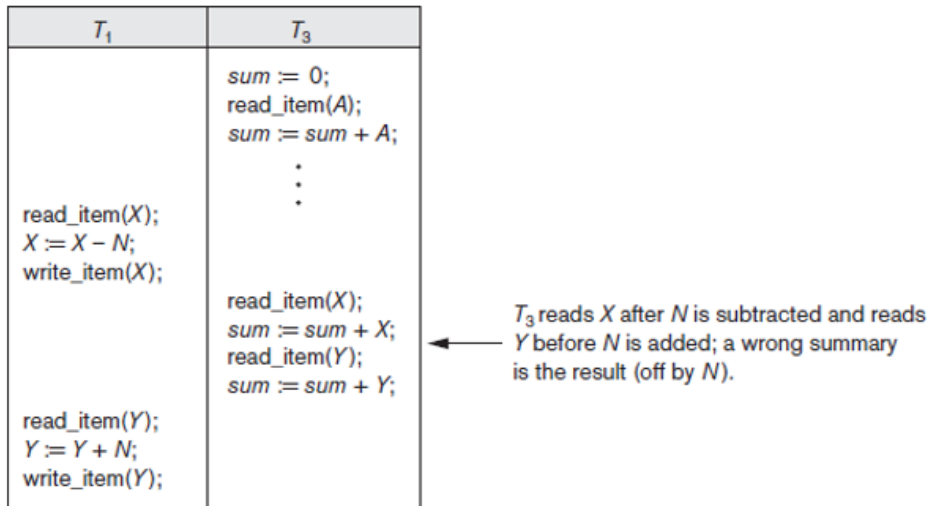 T₁ T₃
sum := 0;
read_item(A);
sum := sum + A;
read_item(X);
X := X – N;
write_item(X);
read_item(X);
sum := sum + X;
read_item(Y);
sum := sum + Y;
T₃ reads X after N is subtracted and reads
Y before N is added; a wrong summary
is the result (off by N).
read_item(Y);
Y := Y + N;
write_item(Y);